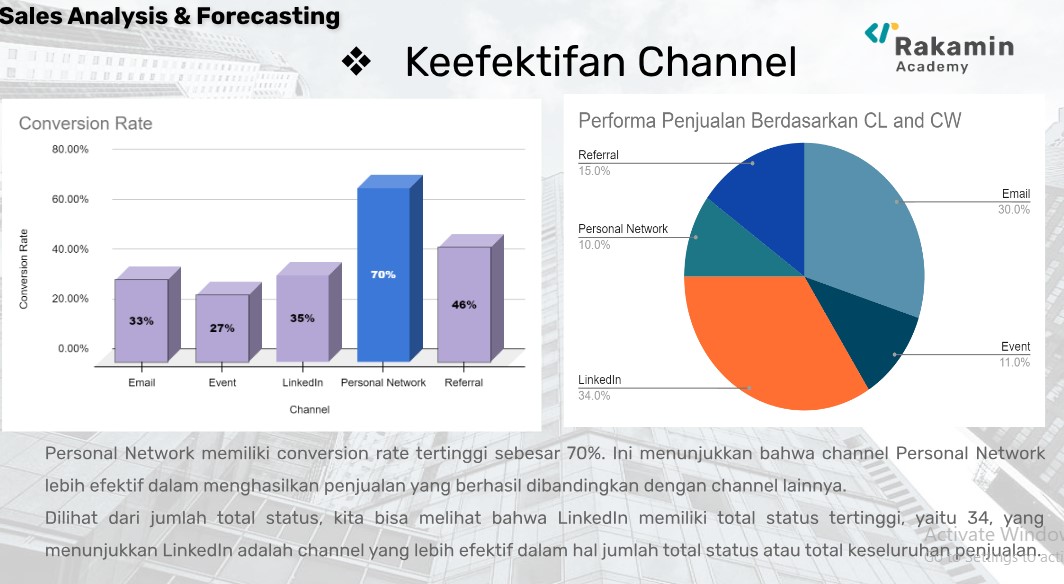 Sales Analysis & Forecasting
❖ Keefektifan Channel
</> Rakamin
Academy
Conversion Rate
80.00%
60.00%
40.00%
20.00%
0.00%
Conversion Rate
33%
27%
35%
70%
46%
Email
Event
LinkedIn
Personal Network
Referral
Channel
Performa Penjualan Berdasarkan CL and CW
Referral
15.0%
Personal Network
10.0%
LinkedIn
34.0%
Email
30.0%
Event
11.0%
Personal Network memiliki conversion rate tertinggi sebesar 70%. Ini menunjukkan bahwa channel Personal Network
lebih efektif dalam menghasilkan penjualan yang berhasil dibandingkan dengan channel lainnya.
Dilihat dari jumlah total status, kita bisa melihat bahwa LinkedIn memiliki total status tertinggi, yaitu 34, yang
menunjukkan LinkedIn adalah channel yang lebih efektif dalam hal jumlah total status atau total keseluruhan penjualan.
Activate Window
Go to Settings to acti